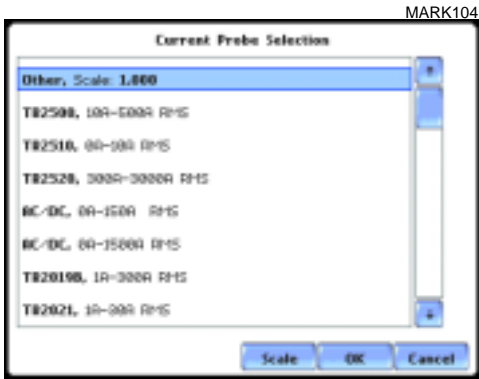 MARK104
Current Probe Selection
Other, Scale: 1.000
TR2500, 10A-500A RMS
TR2510, 0A-10A RMS
TR2520, 300A-3000A RMS
AC/DC, 0A-150A RMS
AC/DC, 0A-1500A RMS
TR2019B, 1A-300A RMS
TR2021, 1A-30A RMS
Scale OK Cancel